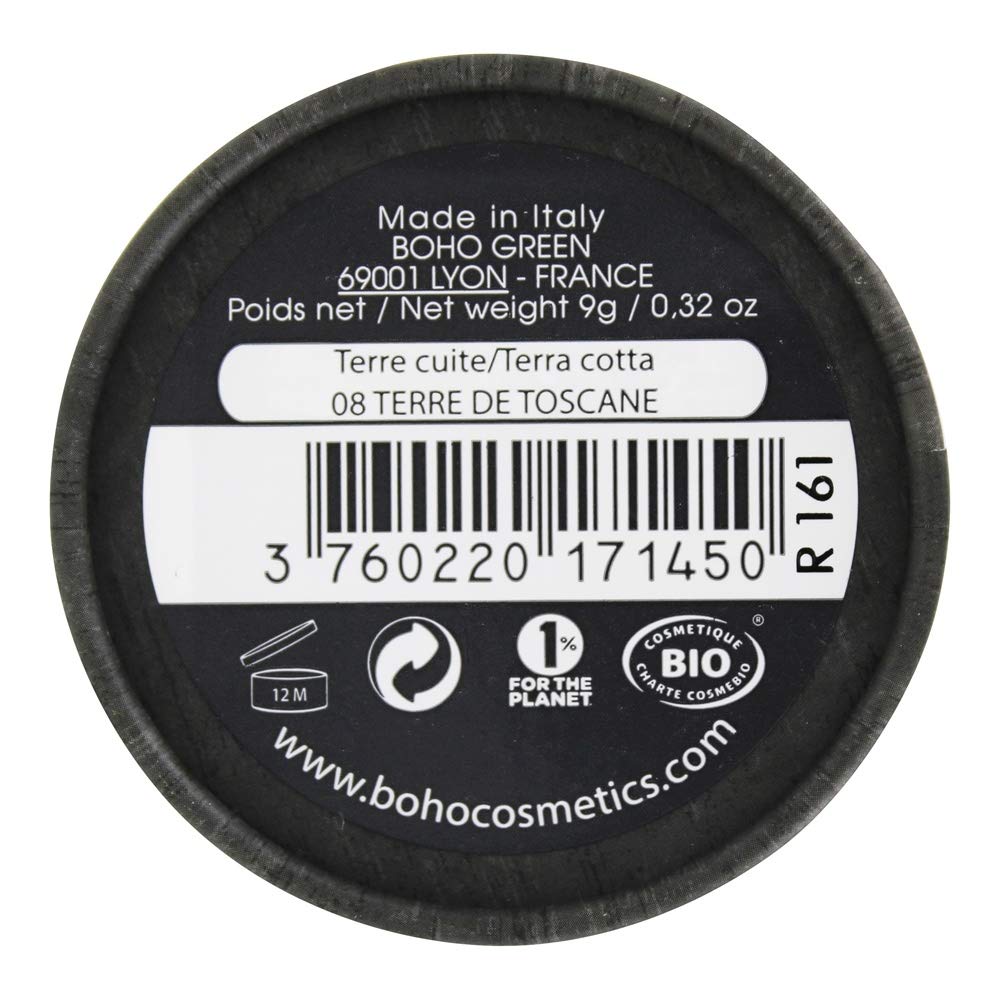 Made in Italy
BOHO GREEN
69001 LYON - FRANCE
Poids net / Net weight 9g / 0,32 oz
Terre cuite/Terra cotta
08 TERRE DE TOSCANE
3 760220 171450
R 161
12 M
1%
FOR THE
PLANET
COSMETIQUE
BIO
CHARTE COSMEBIO
®
www.bohocosmetics.com